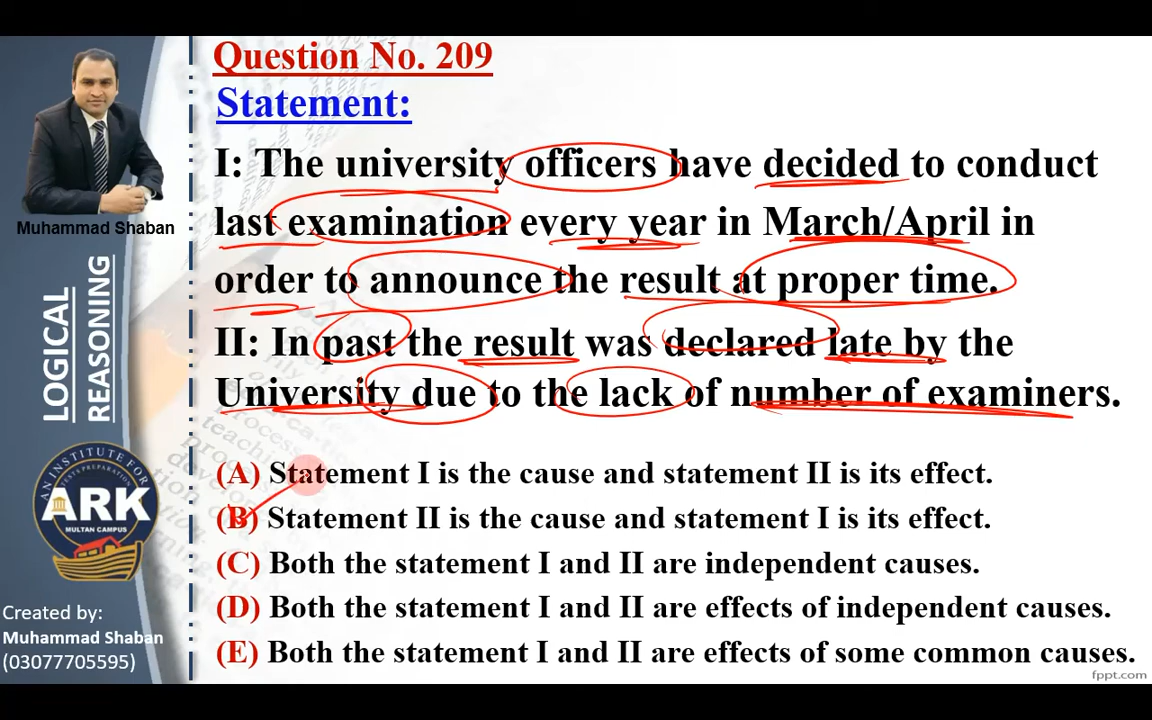 Question No. 209
Statement:
I: The university officers have decided to conduct
last examination every year in March/April in
order to announce the result at proper time.
II: In past the result was declared late by the
University due to the lack of number of examiners.
(A) Statement I is the cause and statement II is its effect.
(B) Statement II is the cause and statement I is its effect.
(C) Both the statement I and II are independent causes.
(D) Both the statement I and II are effects of independent causes.
(E) Both the statement I and II are effects of some common causes.
fppt.com
Muhammad Shaban
LOGICAL
REASONING
AN INSTITUTE FOR
TESTS PREPARATION
ARK
MULTAN CAMPUS
Created by:
Muhammad Shaban
(03077705595)